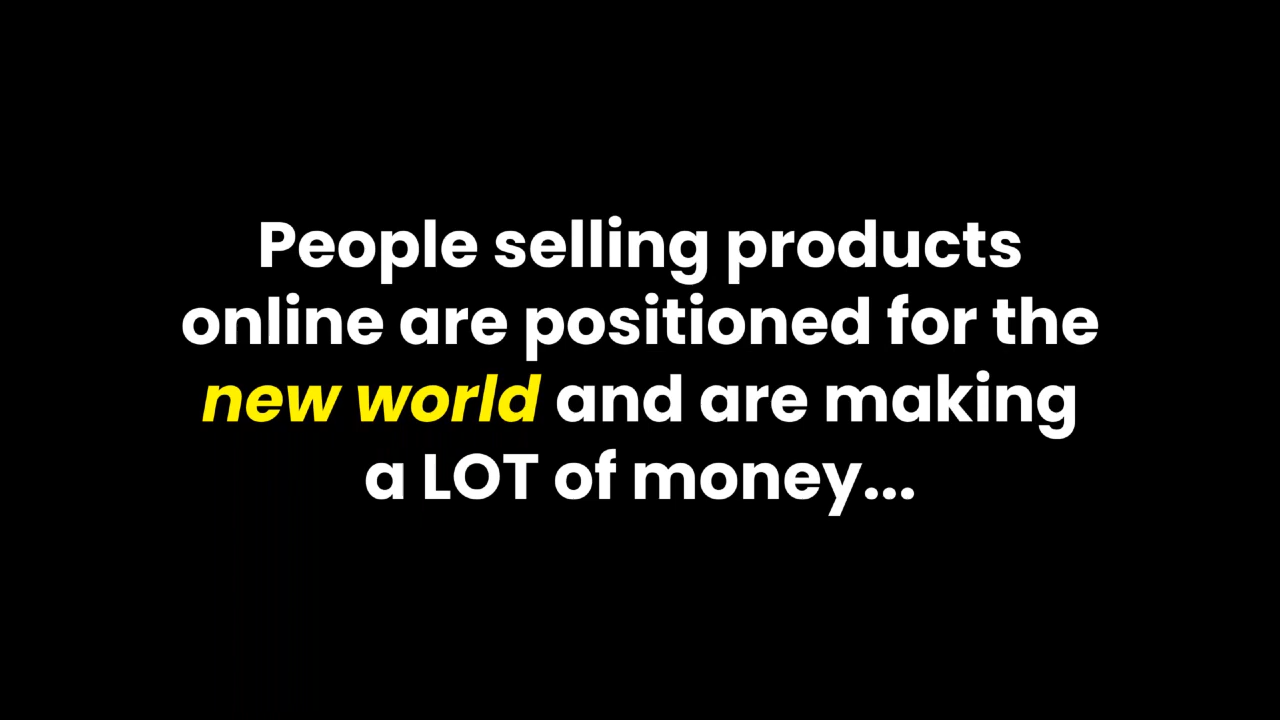 People selling products
online are positioned for the
new world and are making
a LOT of money...